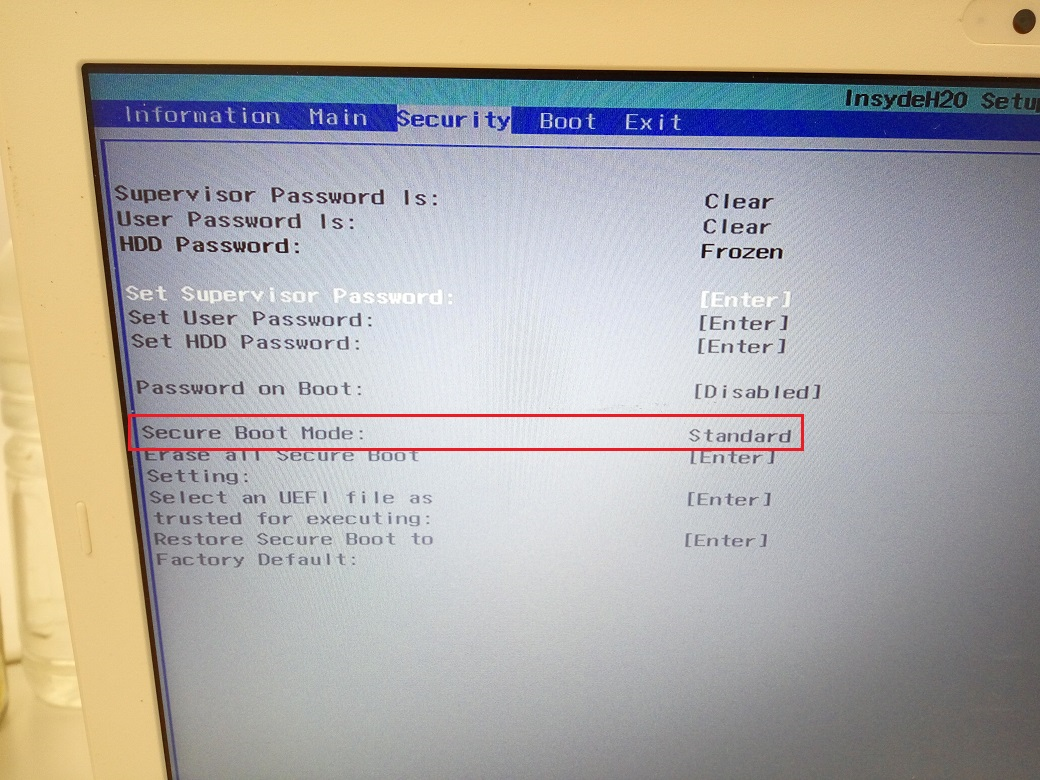 InsydeH20 Setu
Information Main Security Boot Exit
Supervisor Password Is: Clear
User Password Is: Clear
HDD Password: Frozen
Set Supervisor Password: [Enter]
Set User Password: [Enter]
Set HDD Password: [Enter]
Password on Boot: [Disabled]
Secure Boot Mode: Standard
Erase all Secure Boot [Enter]
Setting:
Select an UEFI file as [Enter]
trusted for executing:
Restore Secure Boot to [Enter]
Factory Default: